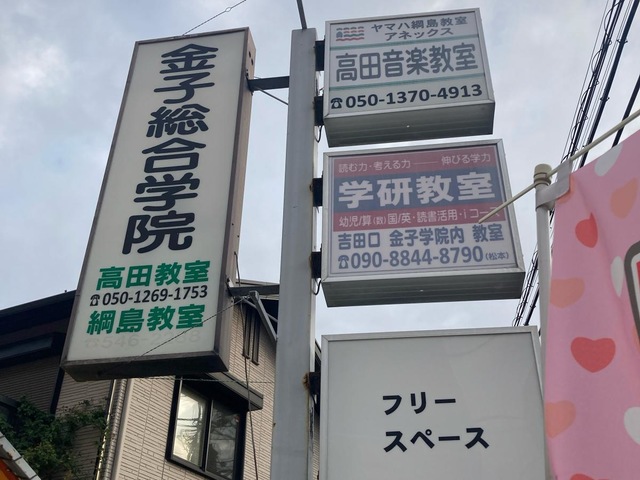 金子総合学院
高田教室
☎050-1269-1753
綱島教室
ヤマハ綱島教室
アネックス
高田音楽教室
☎050-1370-4913
読む力・考える力 ── 伸びる学力
学研教室
幼児/算(数)国/英・読書活用・iコー
吉田口 金子学院内 教室
☎090-8844-8790(松本)
フリー
スペース